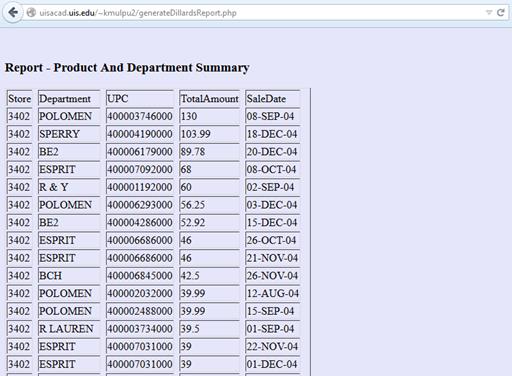 uisacad.uis.edu/~kmulpu2/generateDillardsReport.php
Report - Product And Department Summary
Store Department UPC TotalAmount SaleDate
3402 POLOMEN 400003746000 130 08-SEP-04
3402 SPERRY 400004190000 103.99 18-DEC-04
3402 BE2 400006179000 89.78 20-DEC-04
3402 ESPRIT 400007092000 68 08-OCT-04
3402 R & Y 400001192000 60 02-SEP-04
3402 POLOMEN 400006293000 56.25 03-DEC-04
3402 BE2 400004286000 52.92 15-DEC-04
3402 ESPRIT 400006686000 46 26-OCT-04
3402 ESPRIT 400006686000 46 21-NOV-04
3402 BCH 400006845000 42.5 26-NOV-04
3402 POLOMEN 400002032000 39.99 12-AUG-04
3402 POLOMEN 400002488000 39.99 15-SEP-04
3402 R LAUREN 400003734000 39.5 01-SEP-04
3402 ESPRIT 400007031000 39 22-NOV-04
3402 ESPRIT 400007031000 39 01-DEC-04